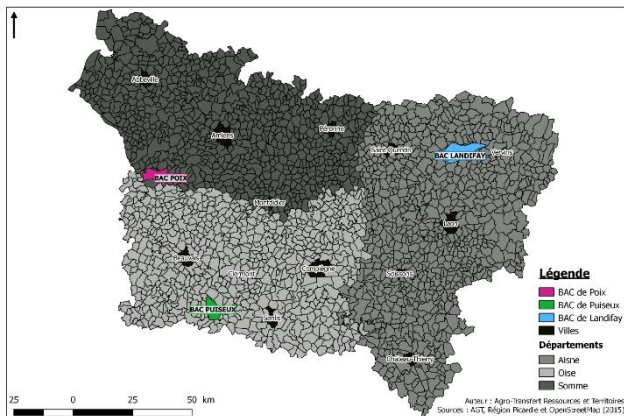 Abbeville
Amiens
Péronne
Saint-Quentin
BAC LANDIFAY
Vervins
BAC POIX
Montdidier
Laon
Beauvais
Clermont
Compiègne
Soissons
BAC PUISEUX
Senlis
Château-Thierry
Légende
BAC de Poix
BAC de Puiseux
BAC de Landifay
Villes
Départements
Aisne
Oise
Somme
25 0 25 50 km
Auteur : Agro-Transfert Ressources et Territoires
Sources : AGT, Région Picardie et OpenStreetMap (2015)